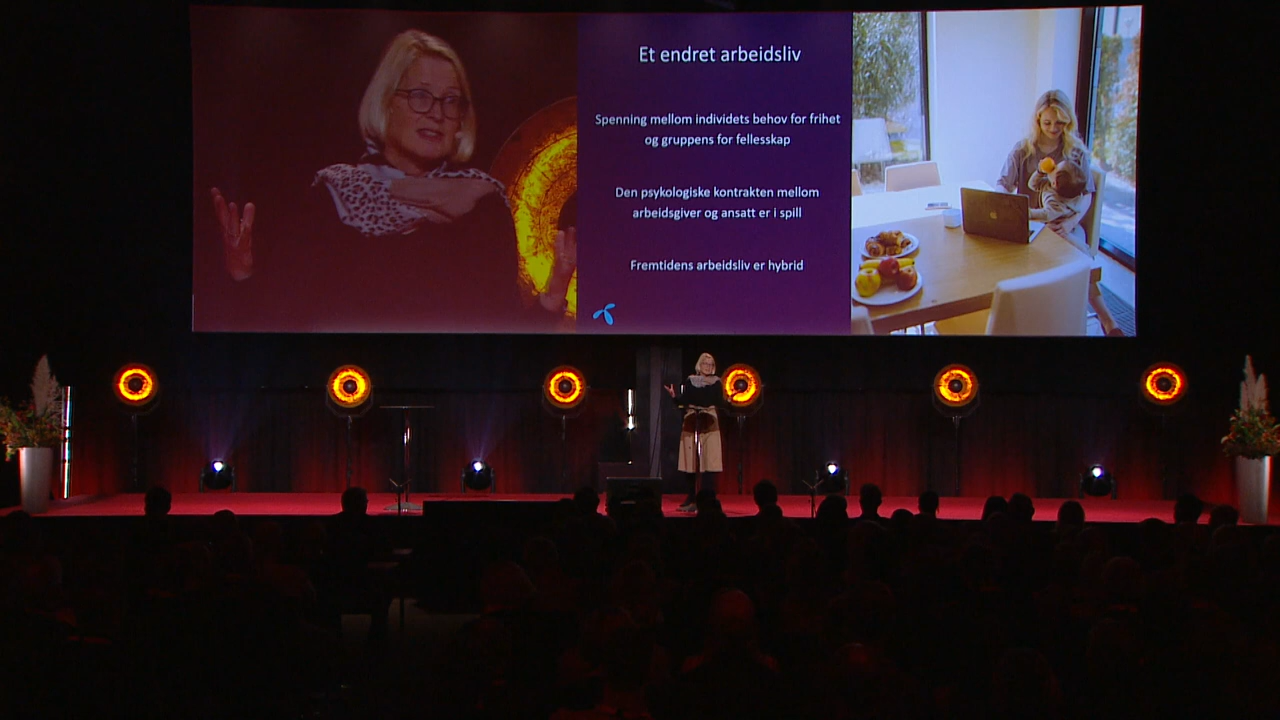 Et endret arbeidsliv
Spenning mellom individets behov for frihet
og gruppens for fellesskap
Den psykologiske kontrakten mellom
arbeidsgiver og ansatt er i spill
Fremtidens arbeidsliv er hybrid